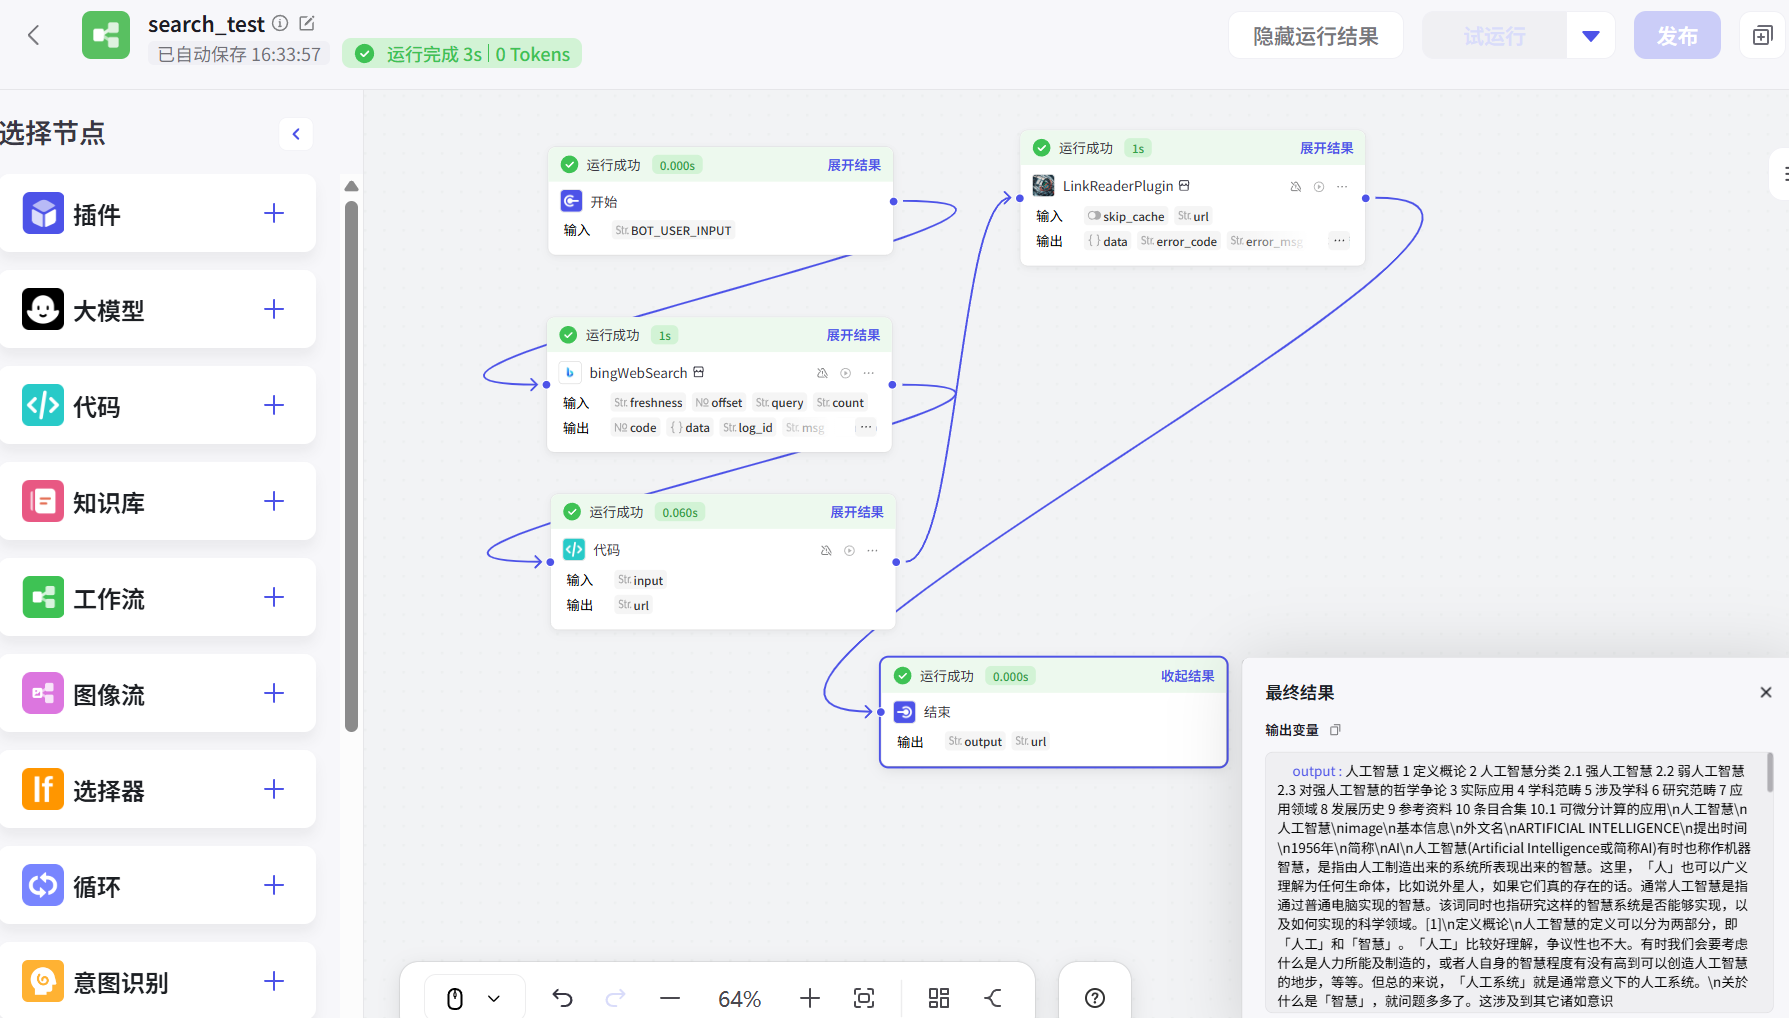 search_test
已自动保存 16:33:57
运行完成 3s | 0 Tokens
隐藏运行结果
试运行
发布
选择节点
插件
大模型
代码
知识库
工作流
图像流
If
选择器
循环
意图识别
运行成功 0.000s 展开结果
开始
输入 Str. BOT_USER_INPUT
运行成功 1s 展开结果
bingWebSearch
输入 Str. freshness № offset Str. query Str. count
输出 № code { } data Str. log_id Str. msg ...
运行成功 0.060s 展开结果
代码
输入 Str. input
输出 Str. url
运行成功 1s 展开结果
LinkReaderPlugin
输入 skip_cache Str. url
输出 { } data Str. error_code Str. error_msg ...
运行成功 0.000s 收起结果
结束
输出 Str. output Str. url
最终结果
输出变量
output : 人工智慧 1 定义概论 2 人工智慧分类 2.1 强人工智慧 2.2 弱人工智慧
2.3 对强人工智慧的哲学争论 3 实际应用 4 学科范畴 5 涉及学科 6 研究范畴 7 应
用领域 8 发展历史 9 参考资料 10 条目合集 10.1 可微分计算的应用\n人工智慧\n
人工智慧\nimage\n基本信息\n外文名\nARTIFICIAL INTELLIGENCE\n提出时间
\n1956年\n简称\nAI\n人工智慧(Artificial Intelligence或简称AI)有时也称作机器
智慧，是指由人工制造出来的系统所表现出来的智慧。这里，「人」也可以广义
理解为任何生命体，比如说外星人，如果它们真的存在的话。通常人工智慧是指
通过普通电脑实现的智慧。该词同时也指研究这样的智慧系统是否能够实现，以
及如何实现的科学领域。[1]\n定义概论\n人工智慧的定义可以分为两部分，即
「人工」和「智慧」。「人工」比较好理解，争议性也不大。有时我们会要考虑
什么是人力所能及制造的，或者人自身的智慧程度有没有高到可以创造人工智慧
的地步，等等。但总的来说，「人工系统」就是通常意义下的人工系统。\n关於
什么是「智慧」，就问题多多了。这涉及到其它诸如意识
64%